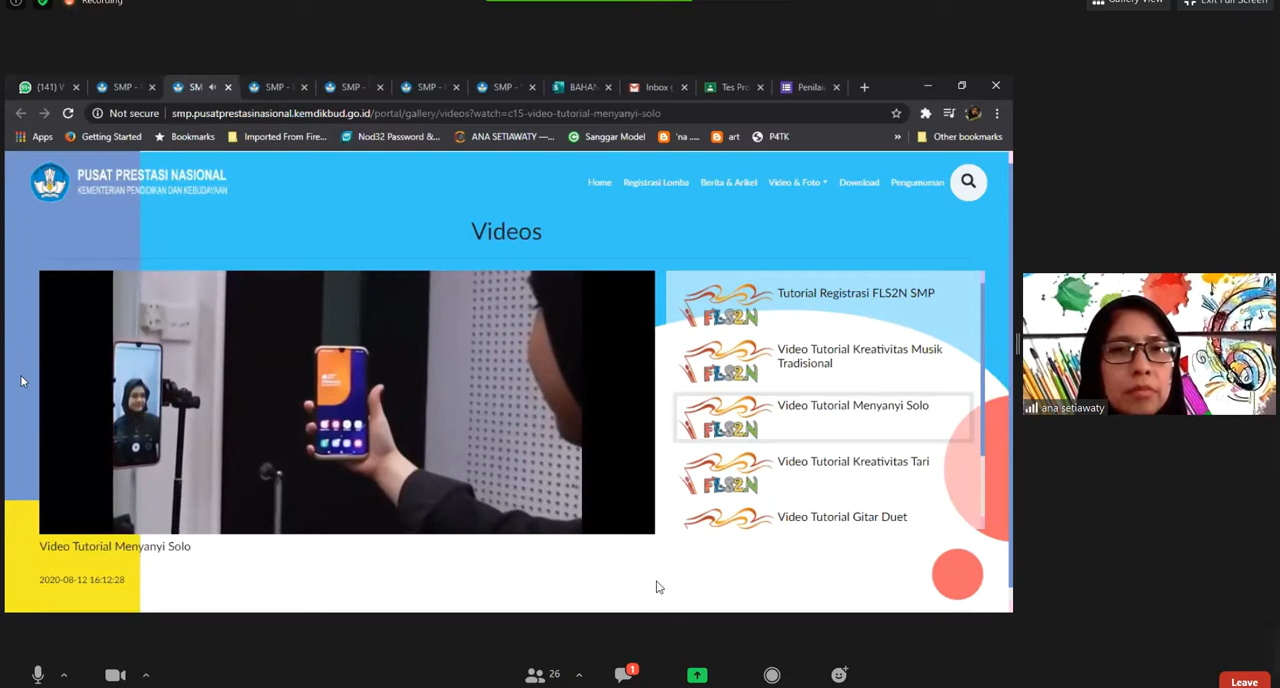 Recording
Gallery View
Exit Full Screen
(141) W
SMP -
SM
SMP - 
SMP -
SMP -
SMP -
BAHAN
Inbox (
Tes Pro
Penilai
Not secure
smp.pusatprestasinasional.kemdikbud.go.id/portal/gallery/videos?watch=c15-video-tutorial-menyanyi-solo
Apps
Getting Started
Bookmarks
Imported From Fire...
Nod32 Password &...
ANA SETIAWATY —...
Sanggar Model
'na ....
art
P4TK
»
Other bookmarks
PUSAT PRESTASI NASIONAL
KEMENTERIAN PENDIDIKAN DAN KEBUDAYAAN
Home
Registrasi Lomba
Berita & Arikel
Video & Foto
Download
Pengumuman
Videos
FLS2N
Tutorial Registrasi FLS2N SMP
FLS2N
Video Tutorial Kreativitas Musik
Tradisional
FLS2N
Video Tutorial Menyanyi Solo
FLS2N
Video Tutorial Kreativitas Tari
Video Tutorial Gitar Duet
Video Tutorial Menyanyi Solo
2020-08-12 16:12:28
ana setiawaty
26
1
Leave